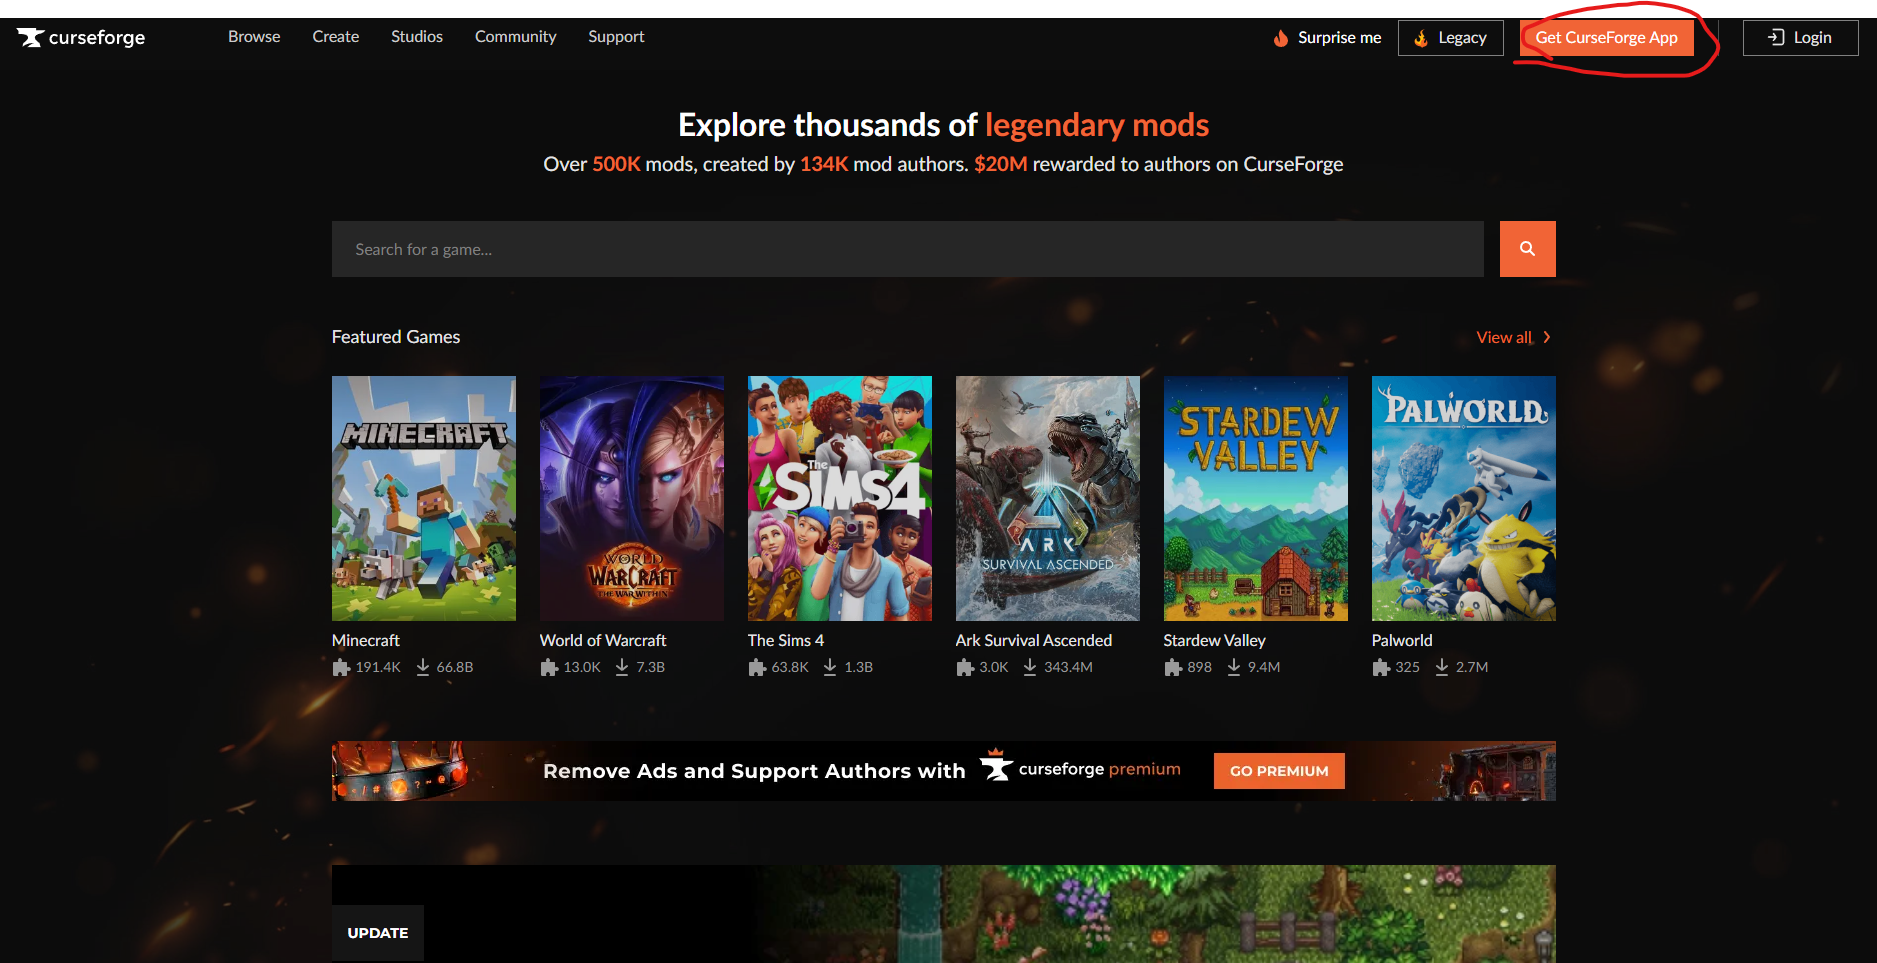 curseforge
Browse Create Studios Community Support
Surprise me Legacy Get CurseForge App Login
Explore thousands of legendary mods
Over 500K mods, created by 134K mod authors. $20M rewarded to authors on CurseForge
Search for a game...
Featured Games
View all
MINECRAFT
WORLD OF WARCRAFT
THE WAR WITHIN
The SIMS 4
ARK
SURVIVAL ASCENDED
STARDEW
VALLEY
PALWORLD
Minecraft
191.4K 66.8B
World of Warcraft
13.0K 7.3B
The Sims 4
63.8K 1.3B
Ark Survival Ascended
3.0K 343.4M
Stardew Valley
898 9.4M
Palworld
325 2.7M
Remove Ads and Support Authors with curseforge premium GO PREMIUM
UPDATE